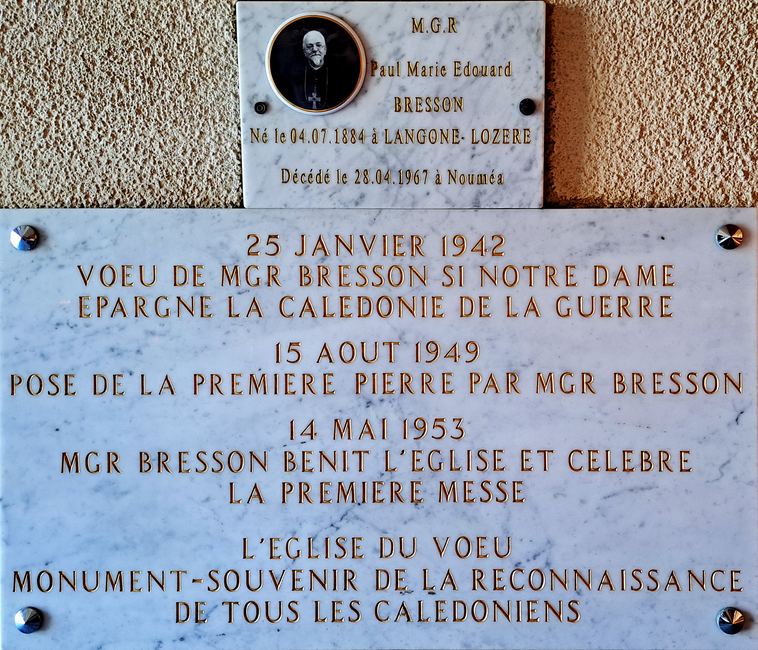 M.G.R
Paul Marie Edouard
BRESSON
Né le 04.07.1884 à LANGONE- LOZERE
Décédé le 28.04.1967 à Nouméa
25 JANVIER 1942
VOEU DE MGR BRESSON SI NOTRE DAME
EPARGNE LA CALEDONIE DE LA GUERRE
15 AOUT 1949
POSE DE LA PREMIERE PIERRE PAR MGR BRESSON
14 MAI 1953
MGR BRESSON BENIT L'EGLISE ET CELEBRE
LA PREMIERE MESSE
L'EGLISE DU VOEU
MONUMENT-SOUVENIR DE LA RECONNAISSANCE
DE TOUS LES CALEDONIENS